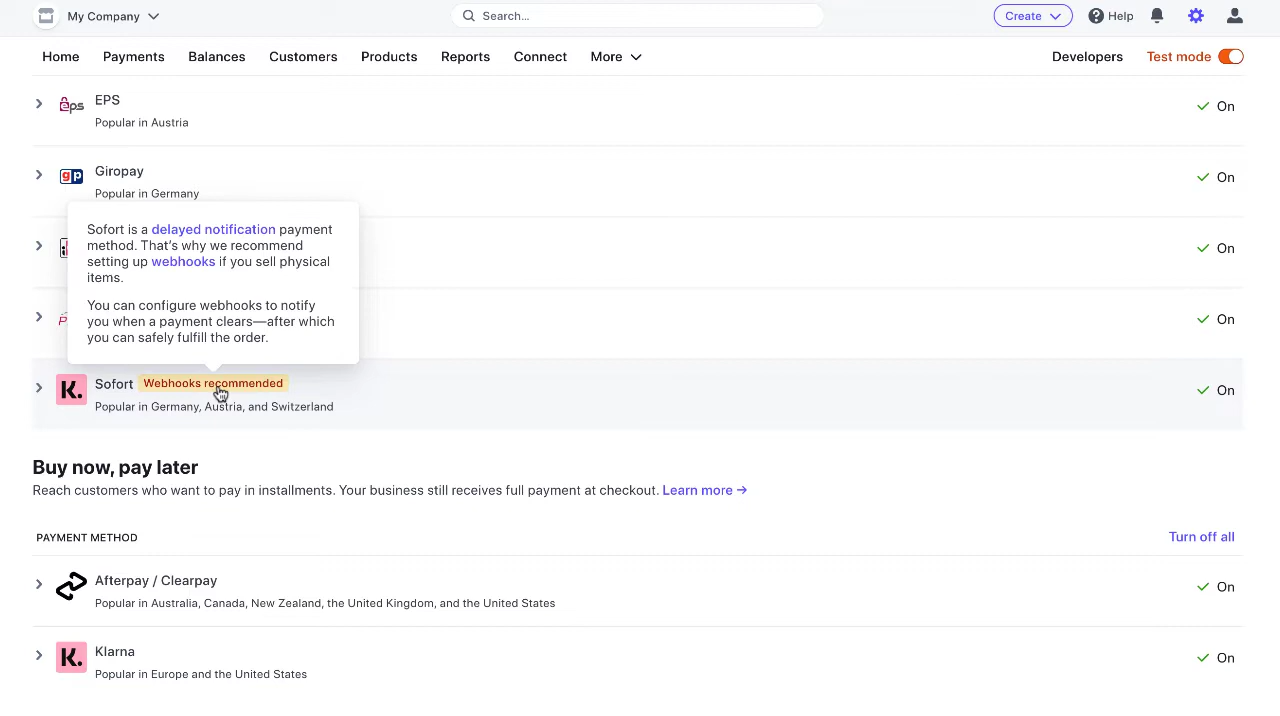 My Company
Search...
Create
Help
Home
Payments
Balances
Customers
Products
Reports
Connect
More
Developers
Test mode
eps
EPS
Popular in Austria
On
gp
Giropay
Popular in Germany
On
Sofort is a delayed notification payment
method. That's why we recommend
setting up webhooks if you sell physical
items.
You can configure webhooks to notify
you when a payment clears—after which
you can safely fulfill the order.
On
On
K.
Sofort
Webhooks recommended
Popular in Germany, Austria, and Switzerland
On
Buy now, pay later
Reach customers who want to pay in installments. Your business still receives full payment at checkout. Learn more →
PAYMENT METHOD
Turn off all
Afterpay / Clearpay
Popular in Australia, Canada, New Zealand, the United Kingdom, and the United States
On
K.
Klarna
Popular in Europe and the United States
On